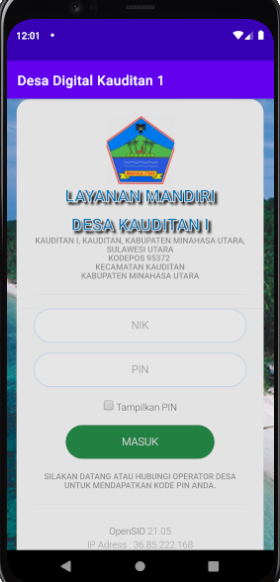 12:01
Desa Digital Kauditan 1
LAYANAN MANDIRI
DESA KAUDITAN I
KAUDITAN I, KAUDITAN, KABUPATEN MINAHASA UTARA,
SULAWESI UTARA
KODEPOS 95372
KECAMATAN KAUDITAN
KABUPATEN MINAHASA UTARA
NIK
PIN
Tampilkan PIN
MASUK
SILAKAN DATANG ATAU HUBUNGI OPERATOR DESA
UNTUK MENDAPATKAN KODE PIN ANDA.
OpenSID 21.05
IP Adress : 36.85.222.168